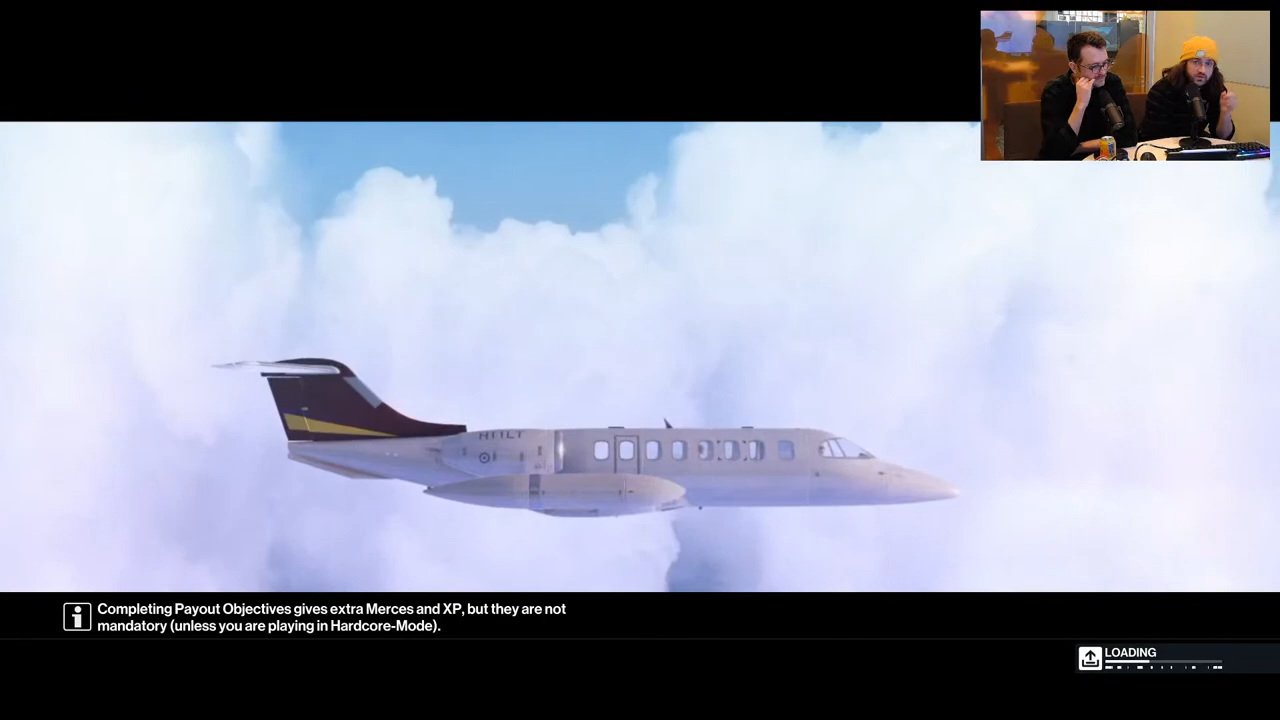 Completing Payout Objectives gives extra Merces and XP, but they are not
mandatory (unless you are playing in Hardcore-Mode).
LOADING